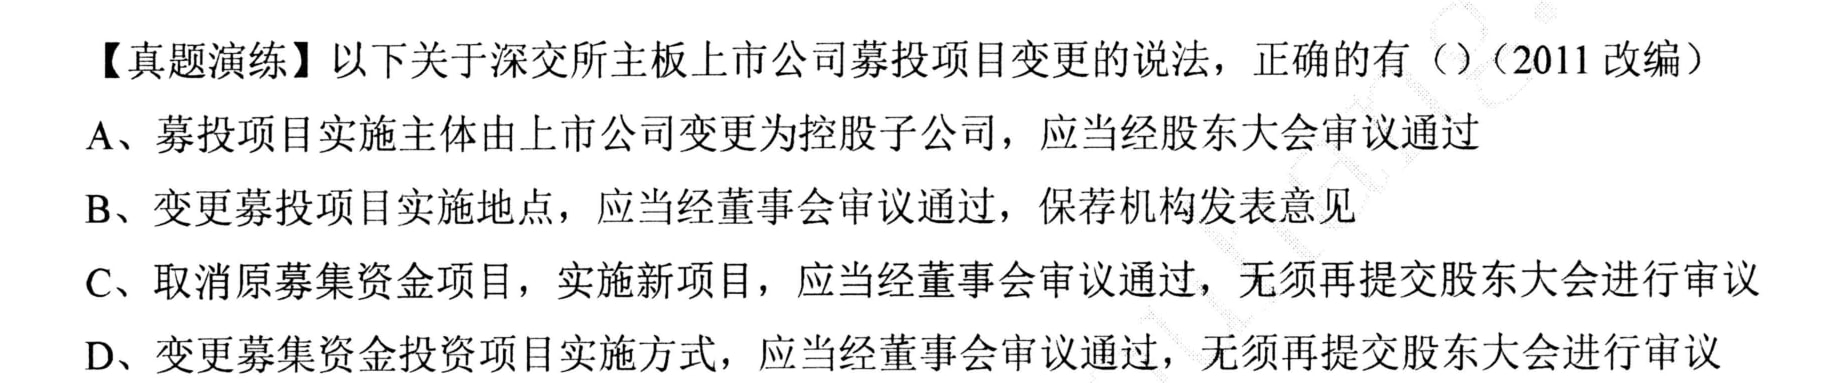 【真题演练】以下关于深交所主板上市公司募投项目变更的说法，正确的有（）（2011 改编）
A、募投项目实施主体由上市公司变更为控股子公司，应当经股东大会审议通过
B、变更募投项目实施地点，应当经董事会审议通过，保荐机构发表意见
C、取消原募集资金项目，实施新项目，应当经董事会审议通过，无须再提交股东大会进行审议
D、变更募集资金投资项目实施方式，应当经董事会审议通过，无须再提交股东大会进行审议